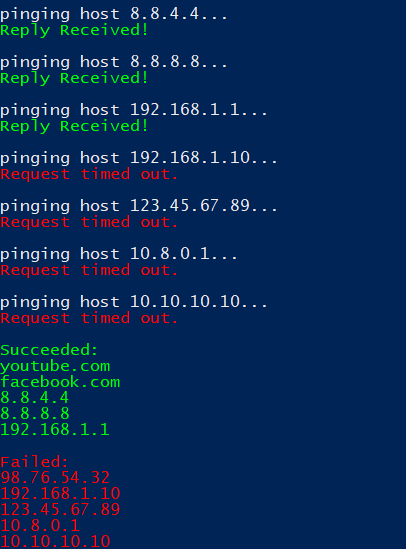 pinging host 8.8.4.4...
Reply Received!
pinging host 8.8.8.8...
Reply Received!
pinging host 192.168.1.1...
Reply Received!
pinging host 192.168.1.10...
Request timed out.
pinging host 123.45.67.89...
Request timed out.
pinging host 10.8.0.1...
Request timed out.
pinging host 10.10.10.10...
Request timed out.
Succeeded:
youtube.com
facebook.com
8.8.4.4
8.8.8.8
192.168.1.1
Failed:
98.76.54.32
192.168.1.10
123.45.67.89
10.8.0.1
10.10.10.10